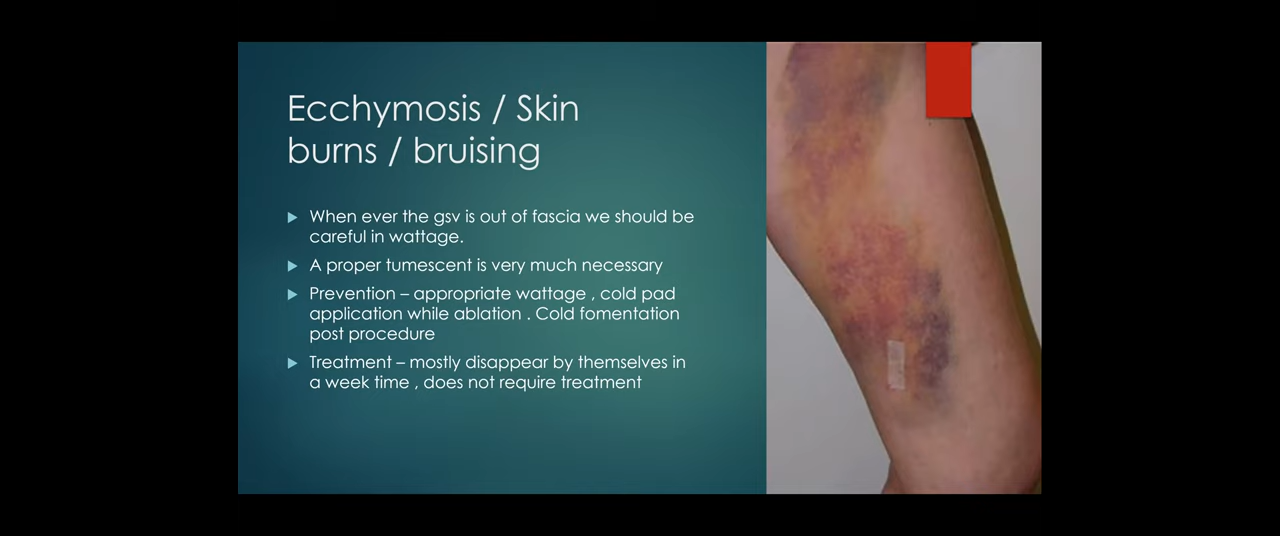 Ecchymosis / Skin
burns / bruising
When ever the gsv is out of fascia we should be
careful in wattage.
A proper tumescent is very much necessary
Prevention – appropriate wattage , cold pad
application while ablation . Cold fomentation
post procedure
Treatment – mostly disappear by themselves in
a week time , does not require treatment